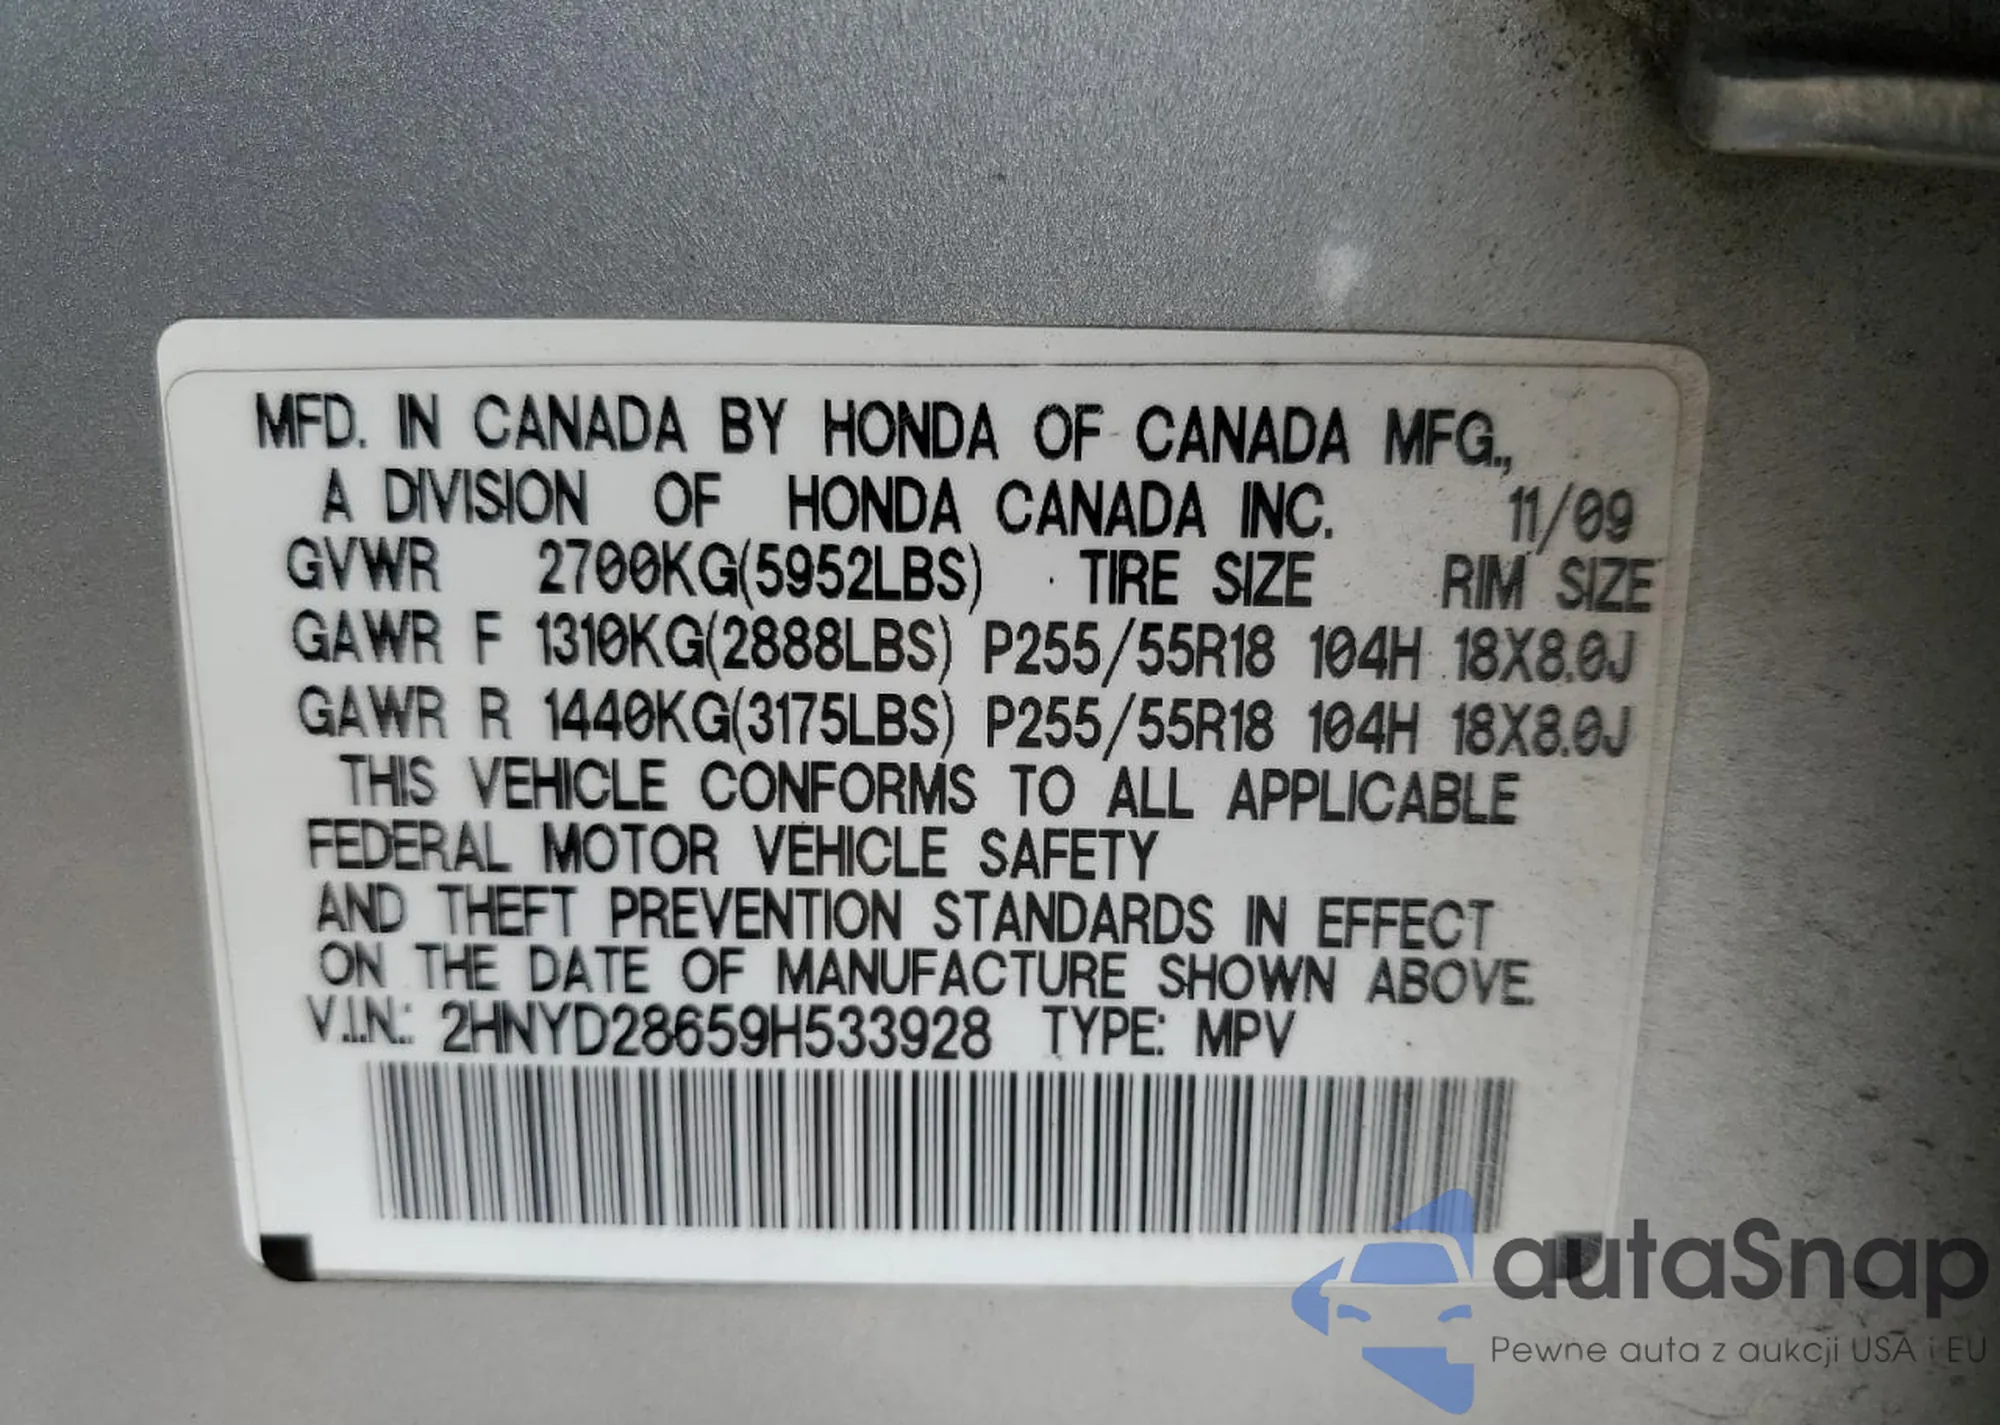 MFD. IN CANADA BY HONDA OF CANADA MFG.,
A DIVISION OF HONDA CANADA INC. 11/09
GVWR 2700KG(5952LBS) TIRE SIZE RIM SIZE
GAWR F 1310KG(2888LBS) P255/55R18 104H 18X8.0J
GAWR R 1440KG(3175LBS) P255/55R18 104H 18X8.0J
THIS VEHICLE CONFORMS TO ALL APPLICABLE
FEDERAL MOTOR VEHICLE SAFETY
AND THEFT PREVENTION STANDARDS IN EFFECT
ON THE DATE OF MANUFACTURE SHOWN ABOVE.
V.I.N.: 2HNYD28659H533928 TYPE: MPV
autaSnap
Pewne auta z aukcji USA i EU